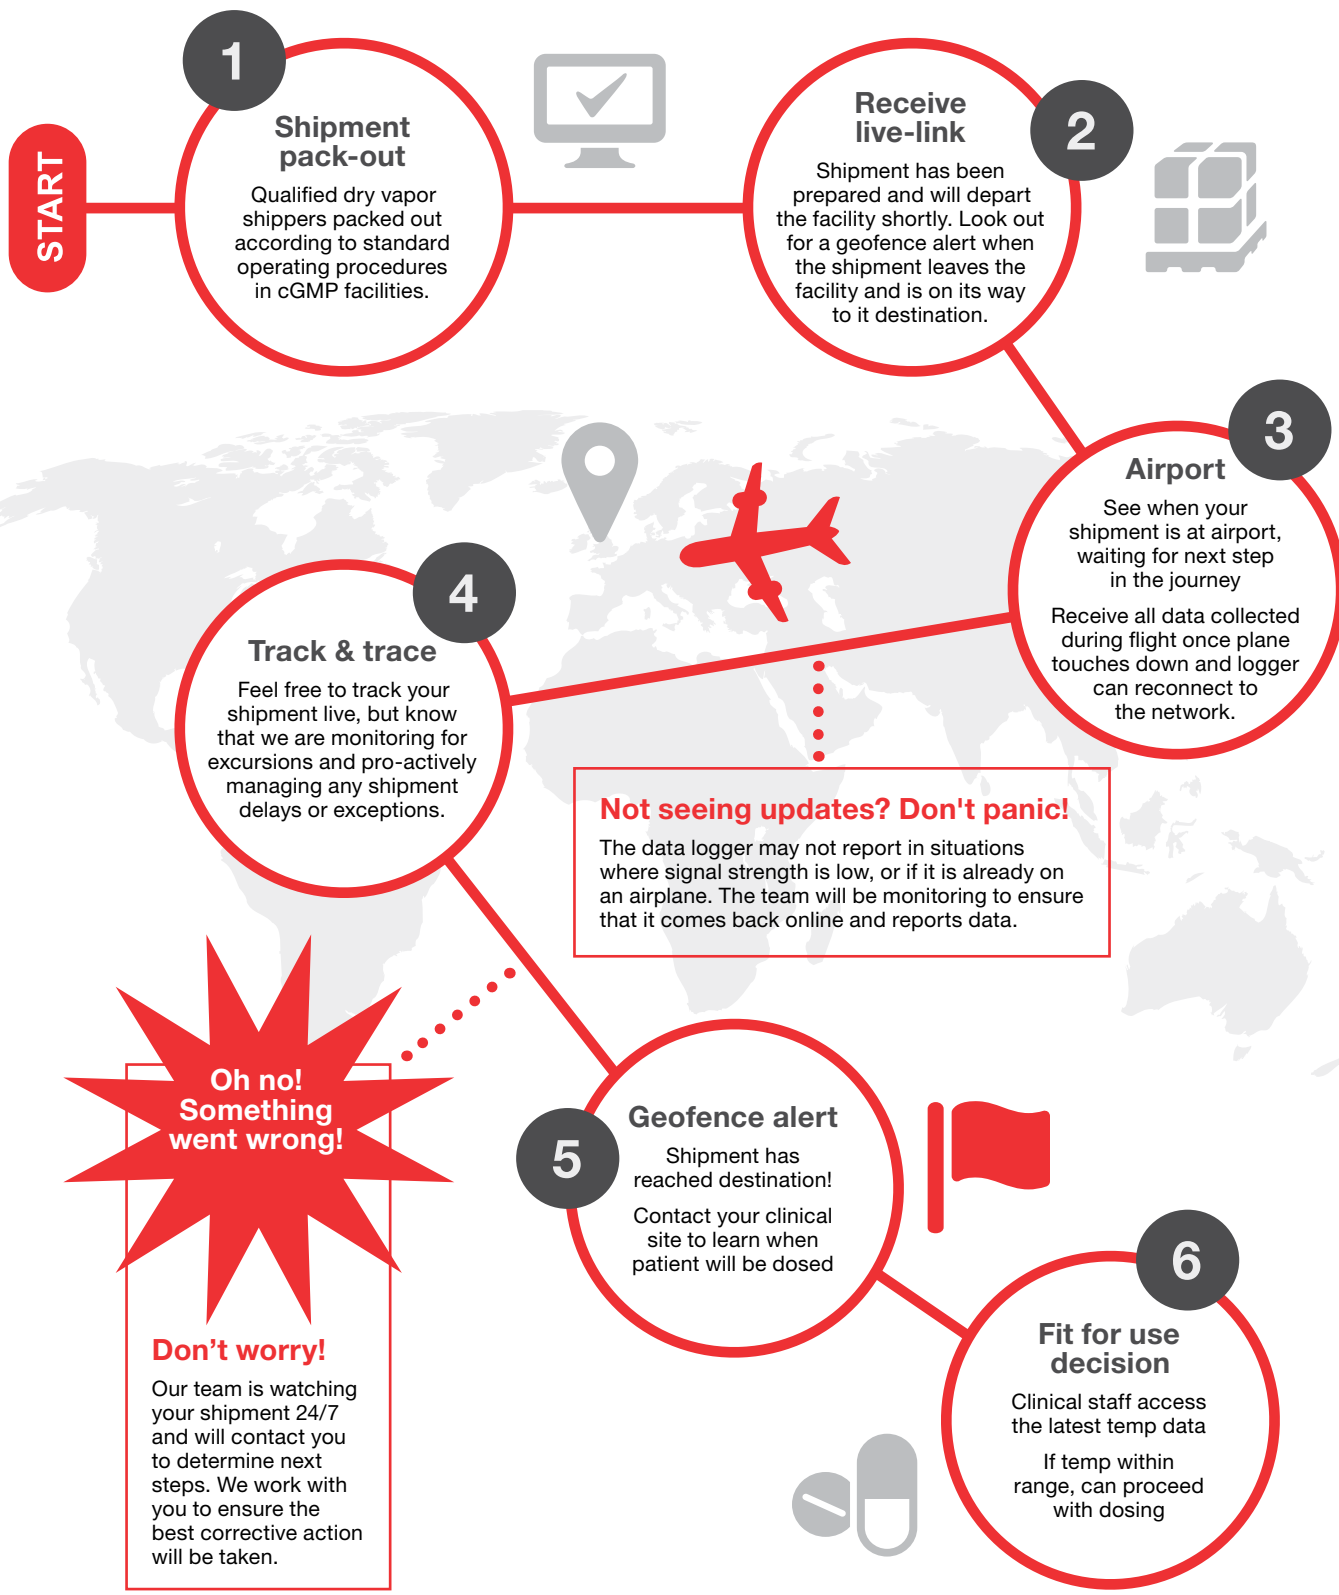 START
1
Shipment
pack-out
Qualified dry vapor
shippers packed out
according to standard
operating procedures
in cGMP facilities.
2
Receive
live-link
Shipment has been
prepared and will depart
the facility shortly. Look out
for a geofence alert when
the shipment leaves the
facility and is on its way
to it destination.
3
Airport
See when your
shipment is at airport,
waiting for next step
in the journey
Receive all data collected
during flight once plane
touches down and logger
can reconnect to
the network.
4
Track & trace
Feel free to track your
shipment live, but know
that we are monitoring for
excursions and pro-actively
managing any shipment
delays or exceptions.
Not seeing updates? Don't panic!
The data logger may not report in situations
where signal strength is low, or if it is already on
an airplane. The team will be monitoring to ensure
that it comes back online and reports data.
Oh no!
Something
went wrong!
Don’t worry!
Our team is watching
your shipment 24/7
and will contact you
to determine next
steps. We work with
you to ensure the
best corrective action
will be taken.
5
Geofence alert
Shipment has
reached destination!
Contact your clinical
site to learn when
patient will be dosed
6
Fit for use
decision
Clinical staff access
the latest temp data
If temp within
range, can proceed
with dosing